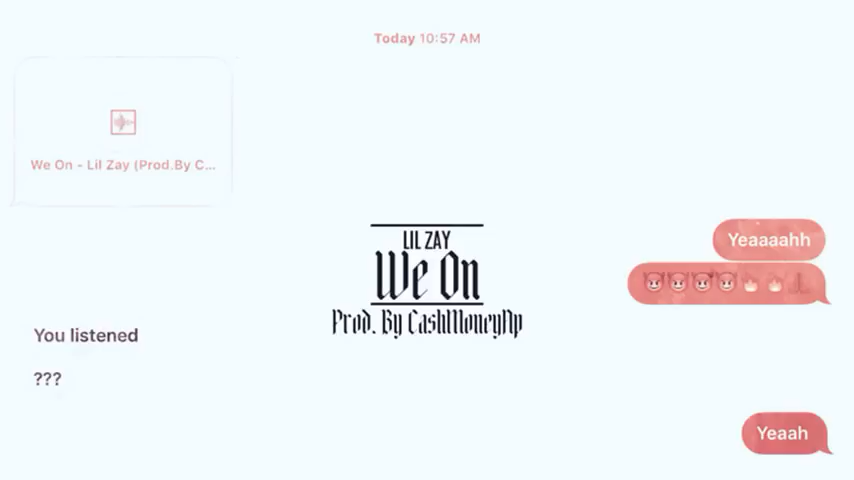 Today 10:57 AM
We On - Lil Zay (Prod.By C...
Yeaaaahh
😈😈😈😈🔥🔥
LIL ZAY
We On
Prod. By CashMoneyAp
You listened
???
Yeaah